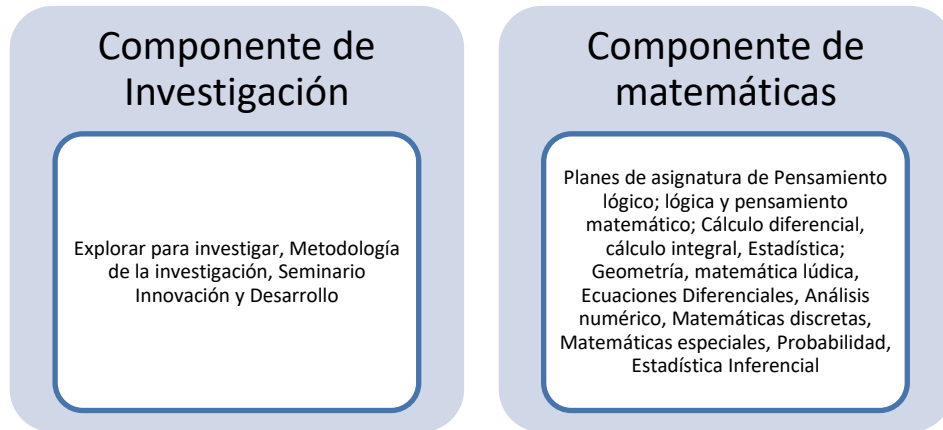 Componente de
Investigación
Explorar para investigar, Metodología
de la investigación, Seminario
Innovación y Desarrollo
Componente de
matemáticas
Planes de asignatura de Pensamiento
lógico; lógica y pensamiento
matemático; Cálculo diferencial,
cálculo integral, Estadística;
Geometría, matemática lúdica,
Ecuaciones Diferenciales, Análisis
numérico, Matemáticas discretas,
Matemáticas especiales, Probabilidad,
Estadística Inferencial